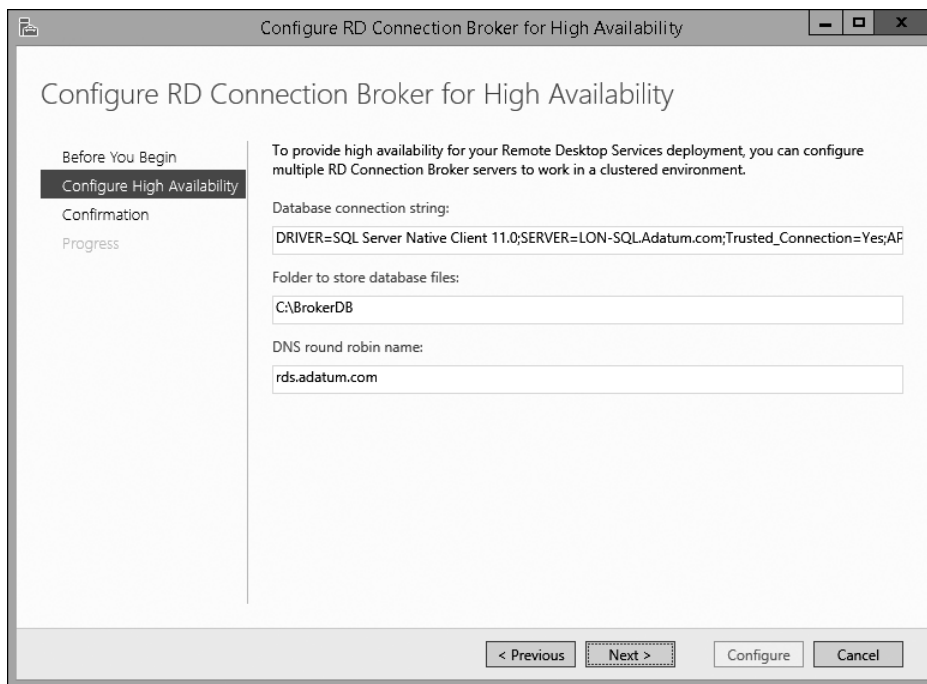 Configure RD Connection Broker for High Availability
Configure RD Connection Broker for High Availability
Before You Begin
Configure High Availability
Confirmation
Progress
To provide high availability for your Remote Desktop Services deployment, you can configure
multiple RD Connection Broker servers to work in a clustered environment.
Database connection string:
DRIVER=SQL Server Native Client 11.0;SERVER=LON-SQL.Adatum.com;Trusted_Connection=Yes;AP
Folder to store database files:
C:\BrokerDB
DNS round robin name:
rds.adatum.com
< Previous
Next >
Configure
Cancel